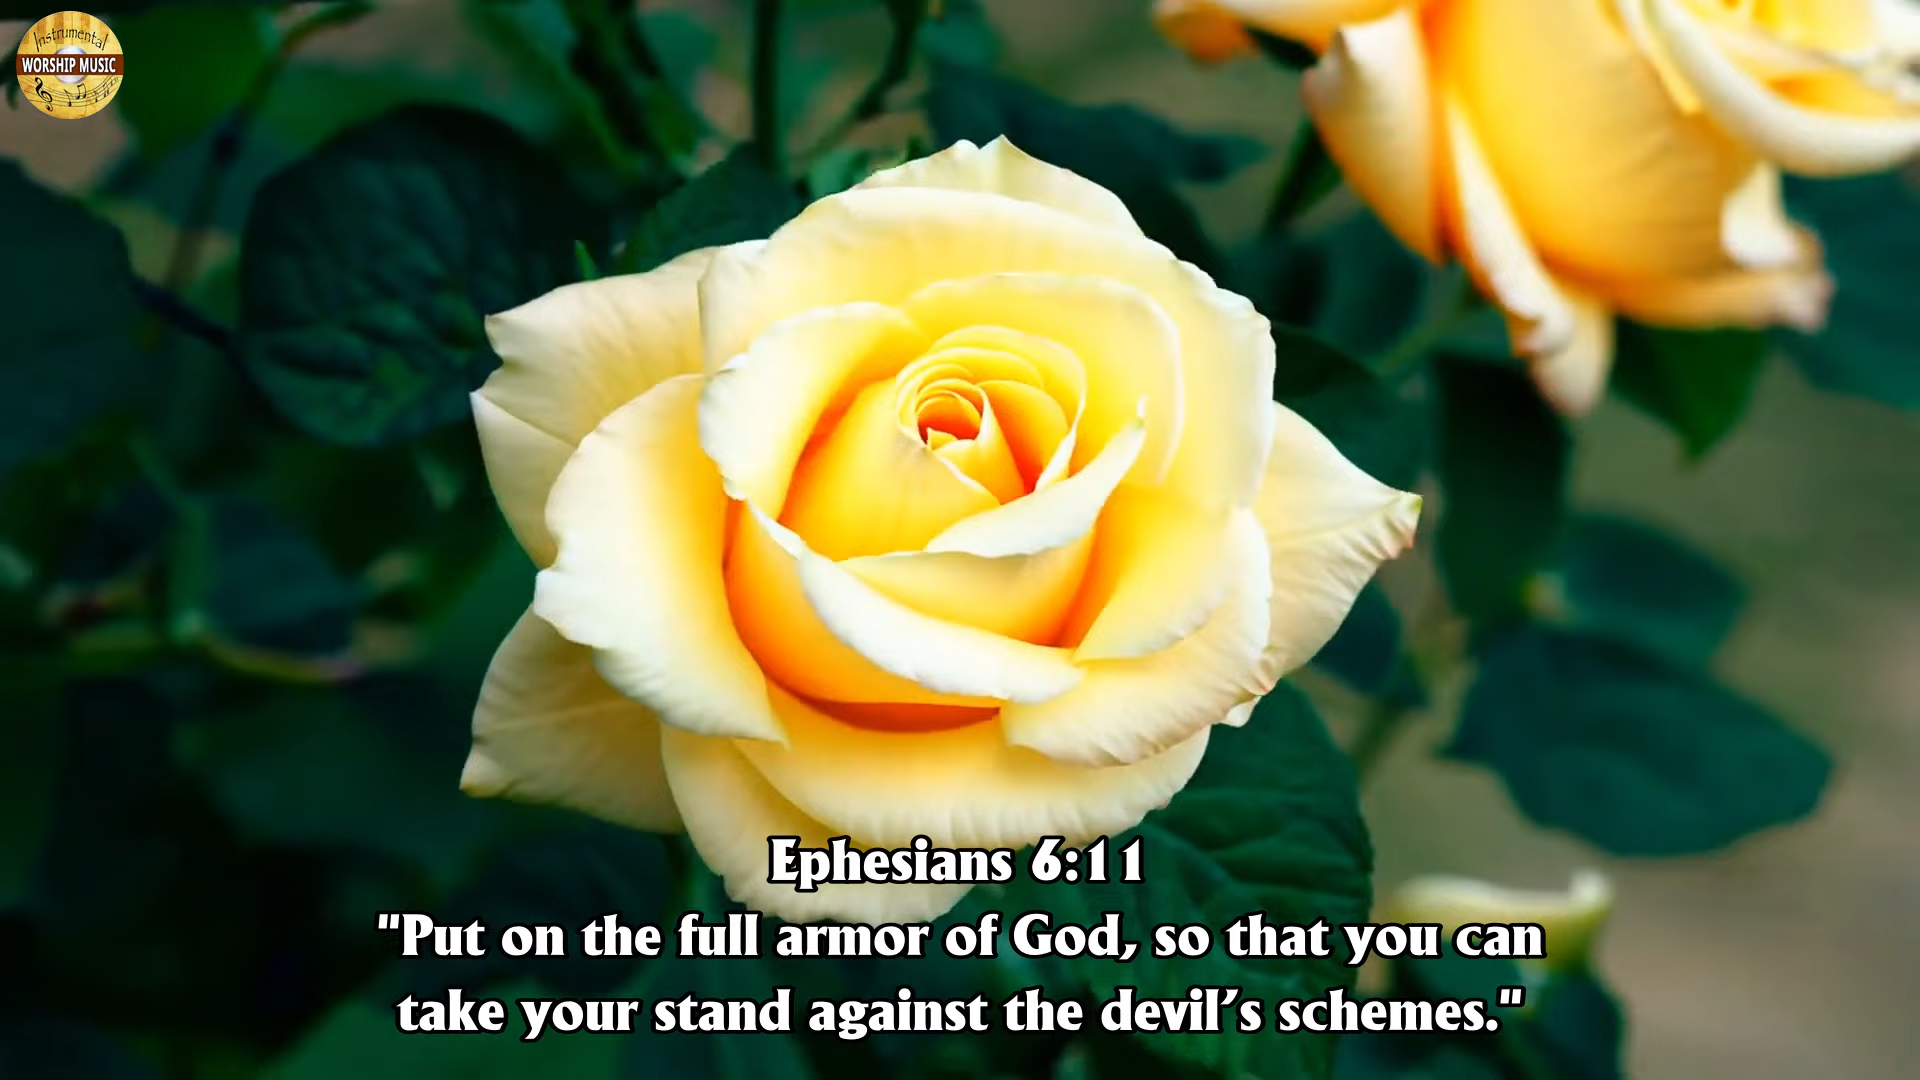 Instrumental
WORSHIP MUSIC
Ephesians 6:11
"Put on the full armor of God, so that you can
take your stand against the devil's schemes."